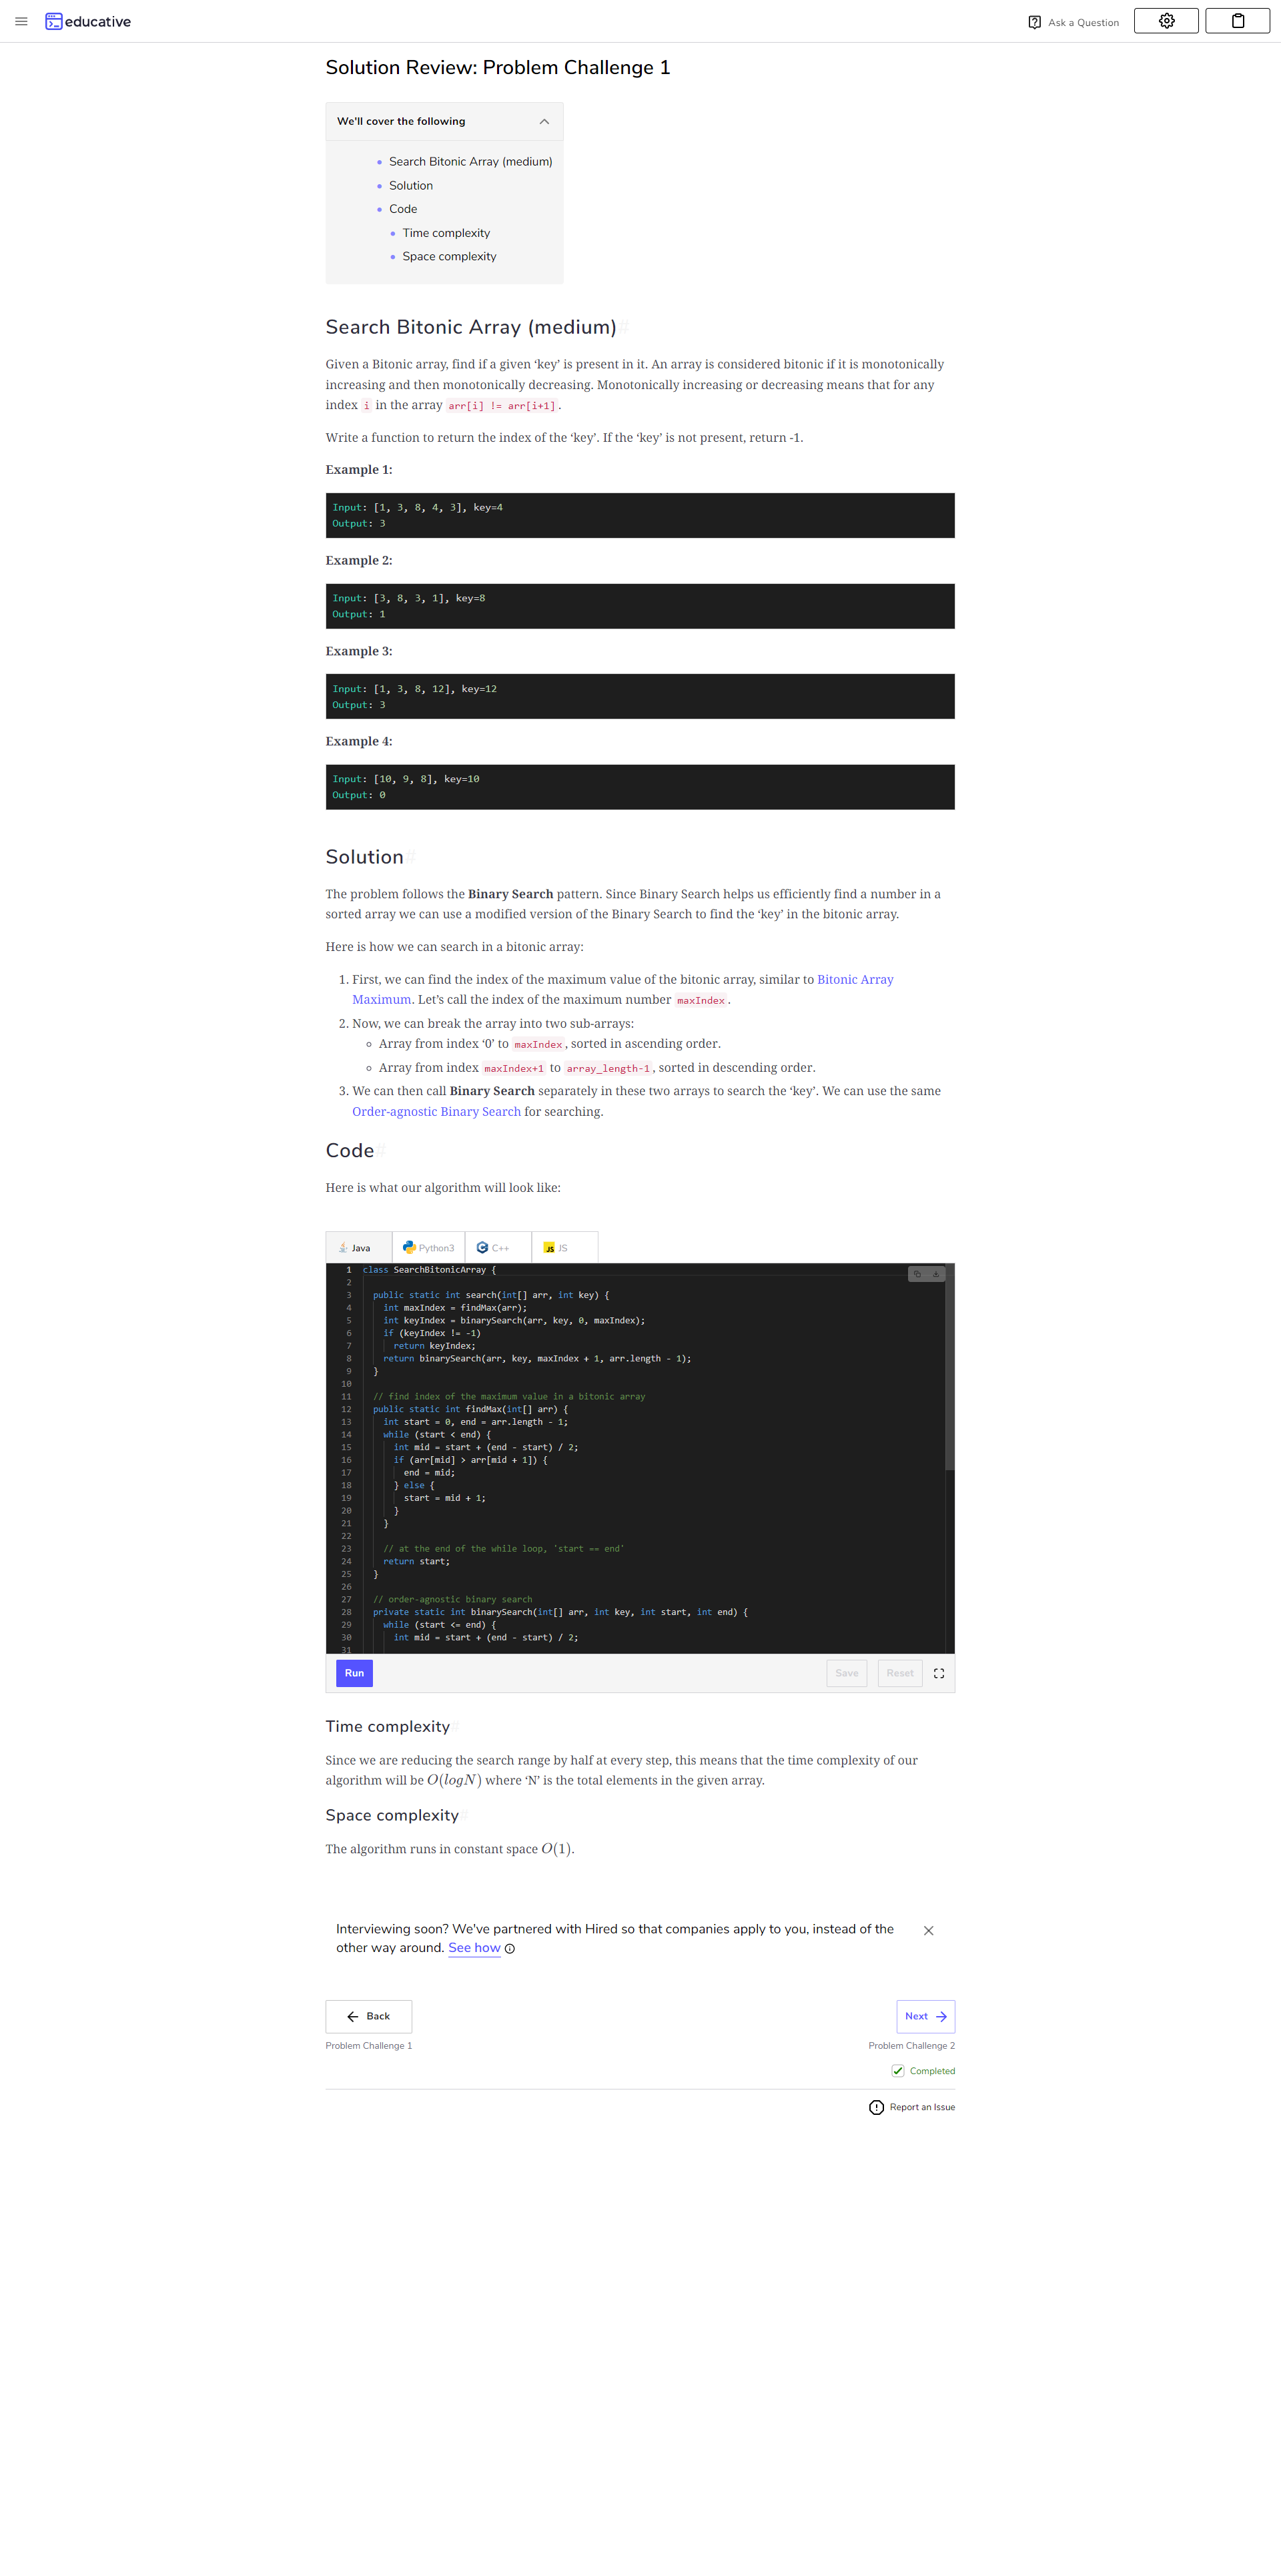 educative
Ask a Question
Solution Review: Problem Challenge 1
We'll cover the following
Search Bitonic Array (medium)
Solution
Code
Time complexity
Space complexity
Search Bitonic Array (medium)#
Given a Bitonic array, find if a given ‘key’ is present in it. An array is considered bitonic if it is monotonically
increasing and then monotonically decreasing. Monotonically increasing or decreasing means that for any
index i in the array arr[i] != arr[i+1].
Write a function to return the index of the ‘key’. If the ‘key’ is not present, return -1.
Example 1:
Input: [1, 3, 8, 4, 3], key=4
Output: 3
Example 2:
Input: [3, 8, 3, 1], key=8
Output: 1
Example 3:
Input: [1, 3, 8, 12], key=12
Output: 3
Example 4:
Input: [10, 9, 8], key=10
Output: 0
Solution#
The problem follows the Binary Search pattern. Since Binary Search helps us efficiently find a number in a
sorted array we can use a modified version of the Binary Search to find the ‘key’ in the bitonic array.
Here is how we can search in a bitonic array:
1. First, we can find the index of the maximum value of the bitonic array, similar to Bitonic Array
Maximum. Let’s call the index of the maximum number maxIndex.
2. Now, we can break the array into two sub-arrays:
Array from index ‘0’ to maxIndex, sorted in ascending order.
Array from index maxIndex+1 to array_length-1, sorted in descending order.
3. We can then call Binary Search separately in these two arrays to search the ‘key’. We can use the same
Order-agnostic Binary Search for searching.
Code#
Here is what our algorithm will look like:
Java Python3 C++ JS JS
1 class SearchBitonicArray {
2
3 public static int search(int[] arr, int key) {
4 int maxIndex = findMax(arr);
5 int keyIndex = binarySearch(arr, key, 0, maxIndex);
6 if (keyIndex != -1)
7 return keyIndex;
8 return binarySearch(arr, key, maxIndex + 1, arr.length - 1);
9 }
10
11 // find index of the maximum value in a bitonic array
12 public static int findMax(int[] arr) {
13 int start = 0, end = arr.length - 1;
14 while (start < end) {
15 int mid = start + (end - start) / 2;
16 if (arr[mid] > arr[mid + 1]) {
17 end = mid;
18 } else {
19 start = mid + 1;
20 }
21 }
22
23 // at the end of the while loop, 'start == end'
24 return start;
25 }
26
27 // order-agnostic binary search
28 private static int binarySearch(int[] arr, int key, int start, int end) {
29 while (start <= end) {
30 int mid = start + (end - start) / 2;
31
Run Save Reset
Time complexity#
Since we are reducing the search range by half at every step, this means that the time complexity of our
algorithm will be O(logN) where ‘N’ is the total elements in the given array.
Space complexity#
The algorithm runs in constant space O(1).
Interviewing soon? We've partnered with Hired so that companies apply to you, instead of the
other way around. See how
Back Next
Problem Challenge 1 Problem Challenge 2
Completed
Report an Issue